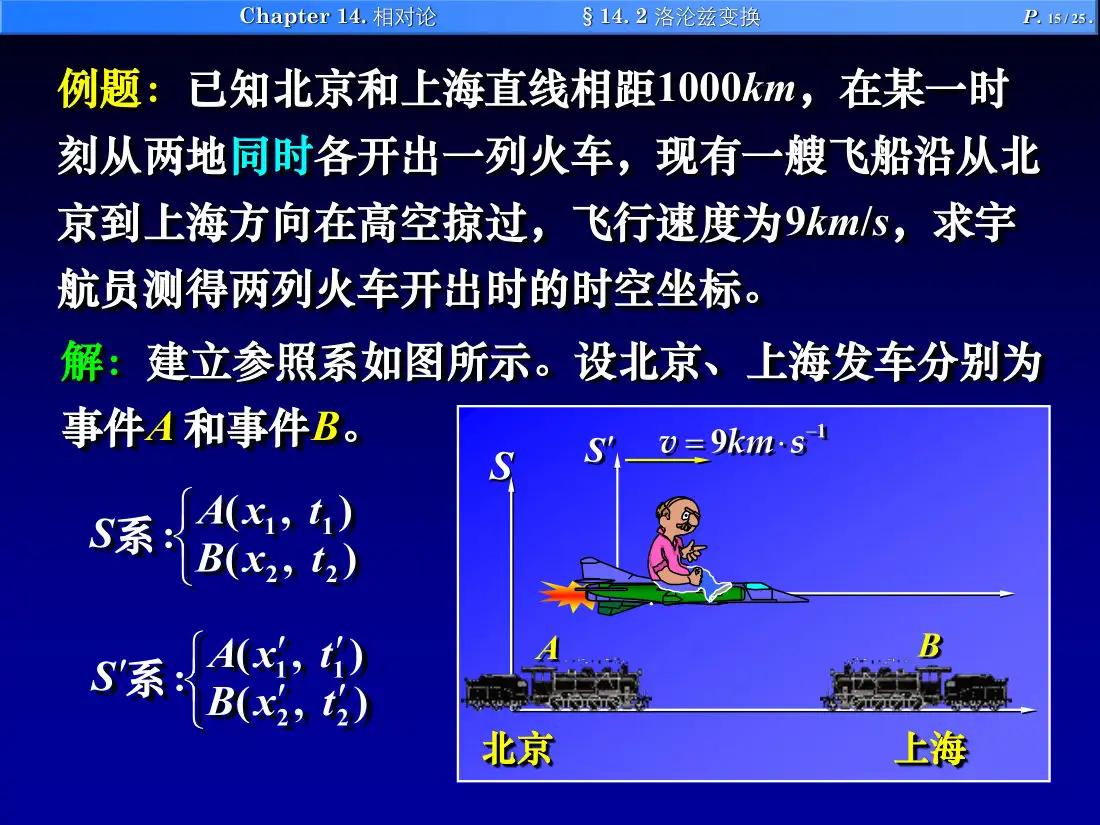 Chapter 14. 相对论 §14. 2 洛沦兹变换 P. 15 / 25 .
例题：已知北京和上海直线相距1000km，在某一时
刻从两地同时各开出一列火车，现有一艘飞船沿从北
京到上海方向在高空掠过，飞行速度为9km/s，求宇
航员测得两列火车开出时的时空坐标。
解：建立参照系如图所示。设北京、上海发车分别为
事件A 和事件B。
S系：
A(x₁, t₁)
B(x₂, t₂)
S′系：
A(x′₁, t′₁)
B(x′₂, t′₂)
S
S′
v = 9km·s⁻¹
A
B
北京
上海